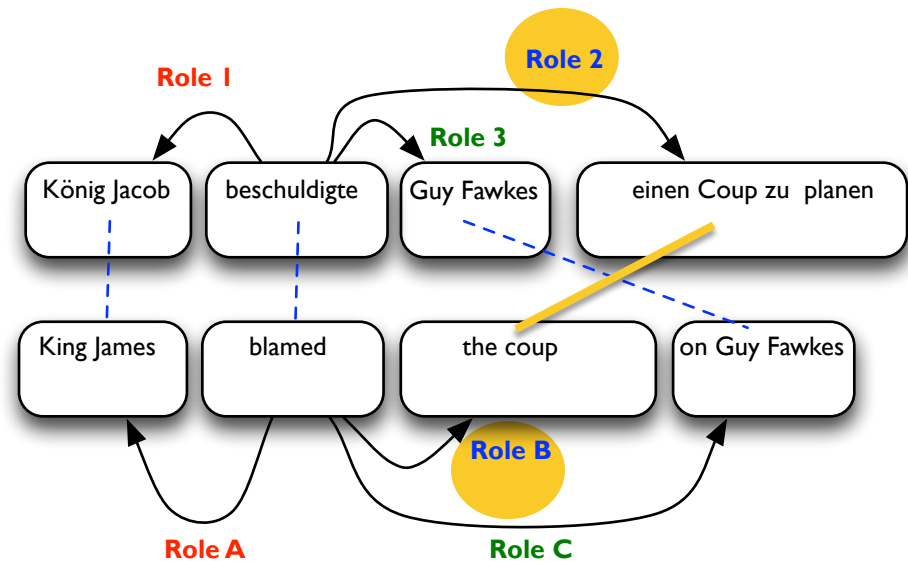 Role 2
Role 1
Role 3
König Jacob
beschuldigte
Guy Fawkes
einen Coup zu planen
King James
blamed
the coup
on Guy Fawkes
Role B
Role A
Role C